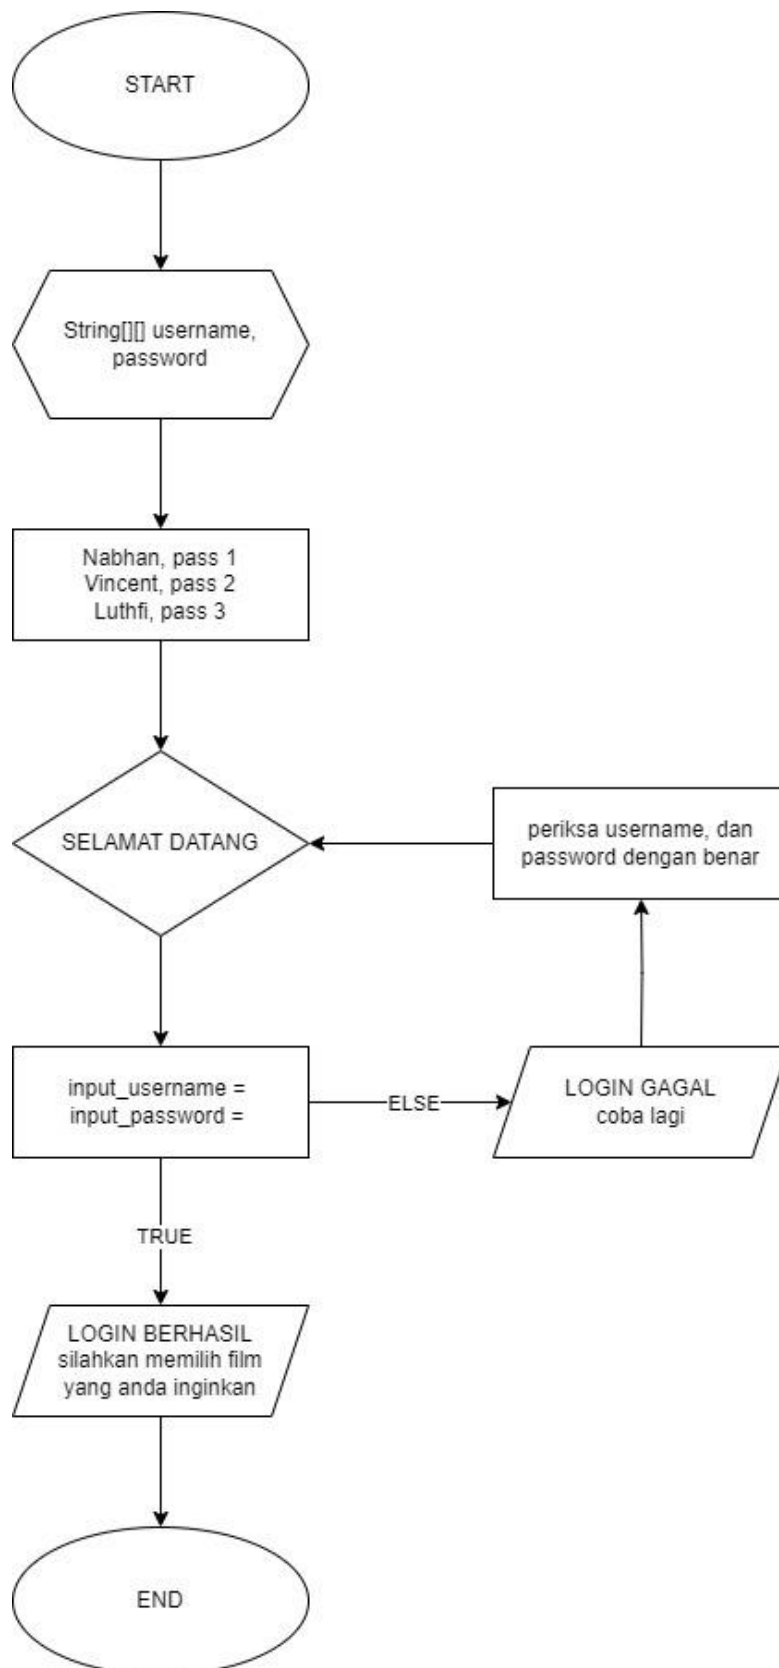 START
String[][] username,
password
Nabhan, pass 1
Vincent, pass 2
Luthfi, pass 3
SELAMAT DATANG
periksa username, dan
password dengan benar
input_username =
input_password =
ELSE
LOGIN GAGAL
coba lagi
TRUE
LOGIN BERHASIL
silahkan memilih film
yang anda inginkan
END